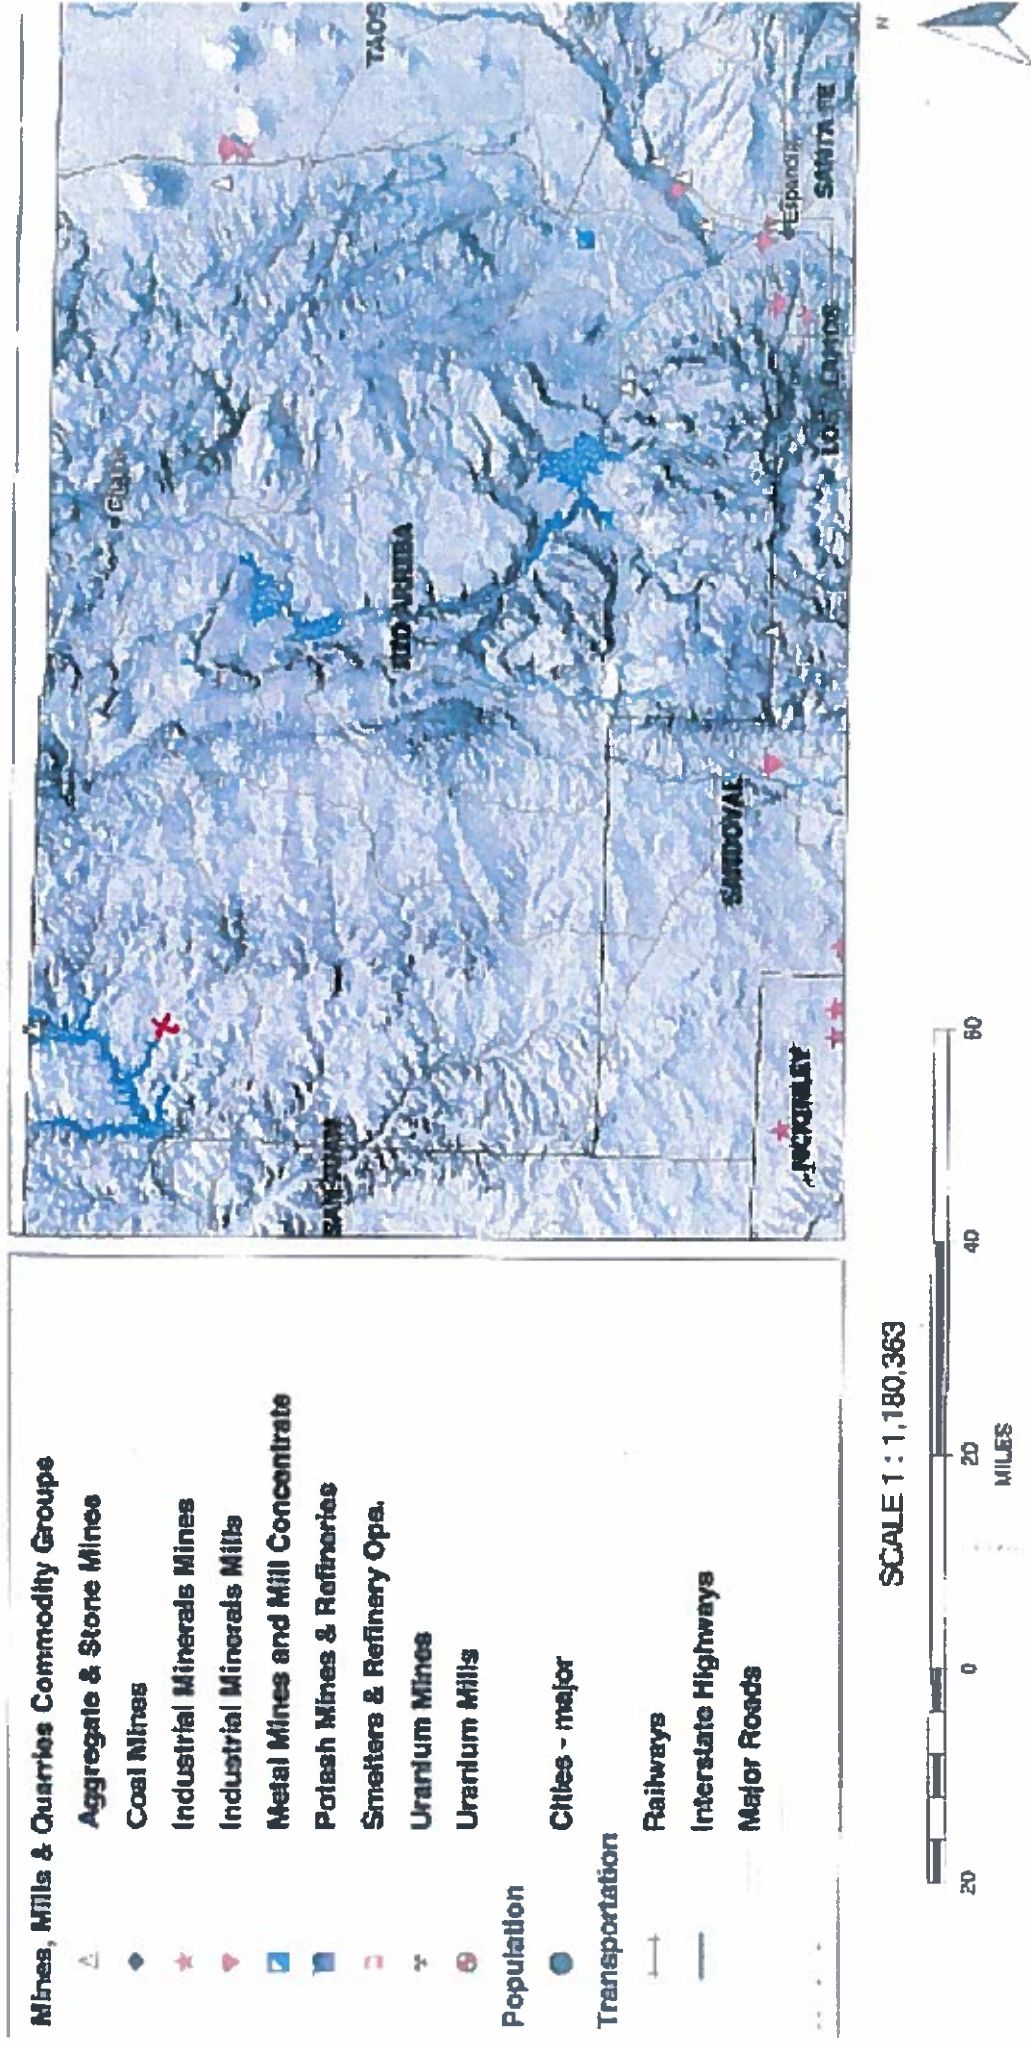 Mines, Mills & Quarries Commodity Groups
Aggregate & Stone Mines
Coal Mines
Industrial Minerals Mines
Industrial Minerals Mills
Metal Mines and Mill Concentrate
Potash Mines & Refineries
Smelters & Refinery Ops.
Uranium Mines
Uranium Mills
Population
Cities - major
Transportation
Railways
Interstate Highways
Major Roads
TAOS
RIO ARRIBA
SAN JUAN
SANDOVAL
MCKINLEY
LOS ALAMOS
SANTA FE
Espanola
N
SCALE 1 : 1,180,363
20 0 20 40 60
MILES